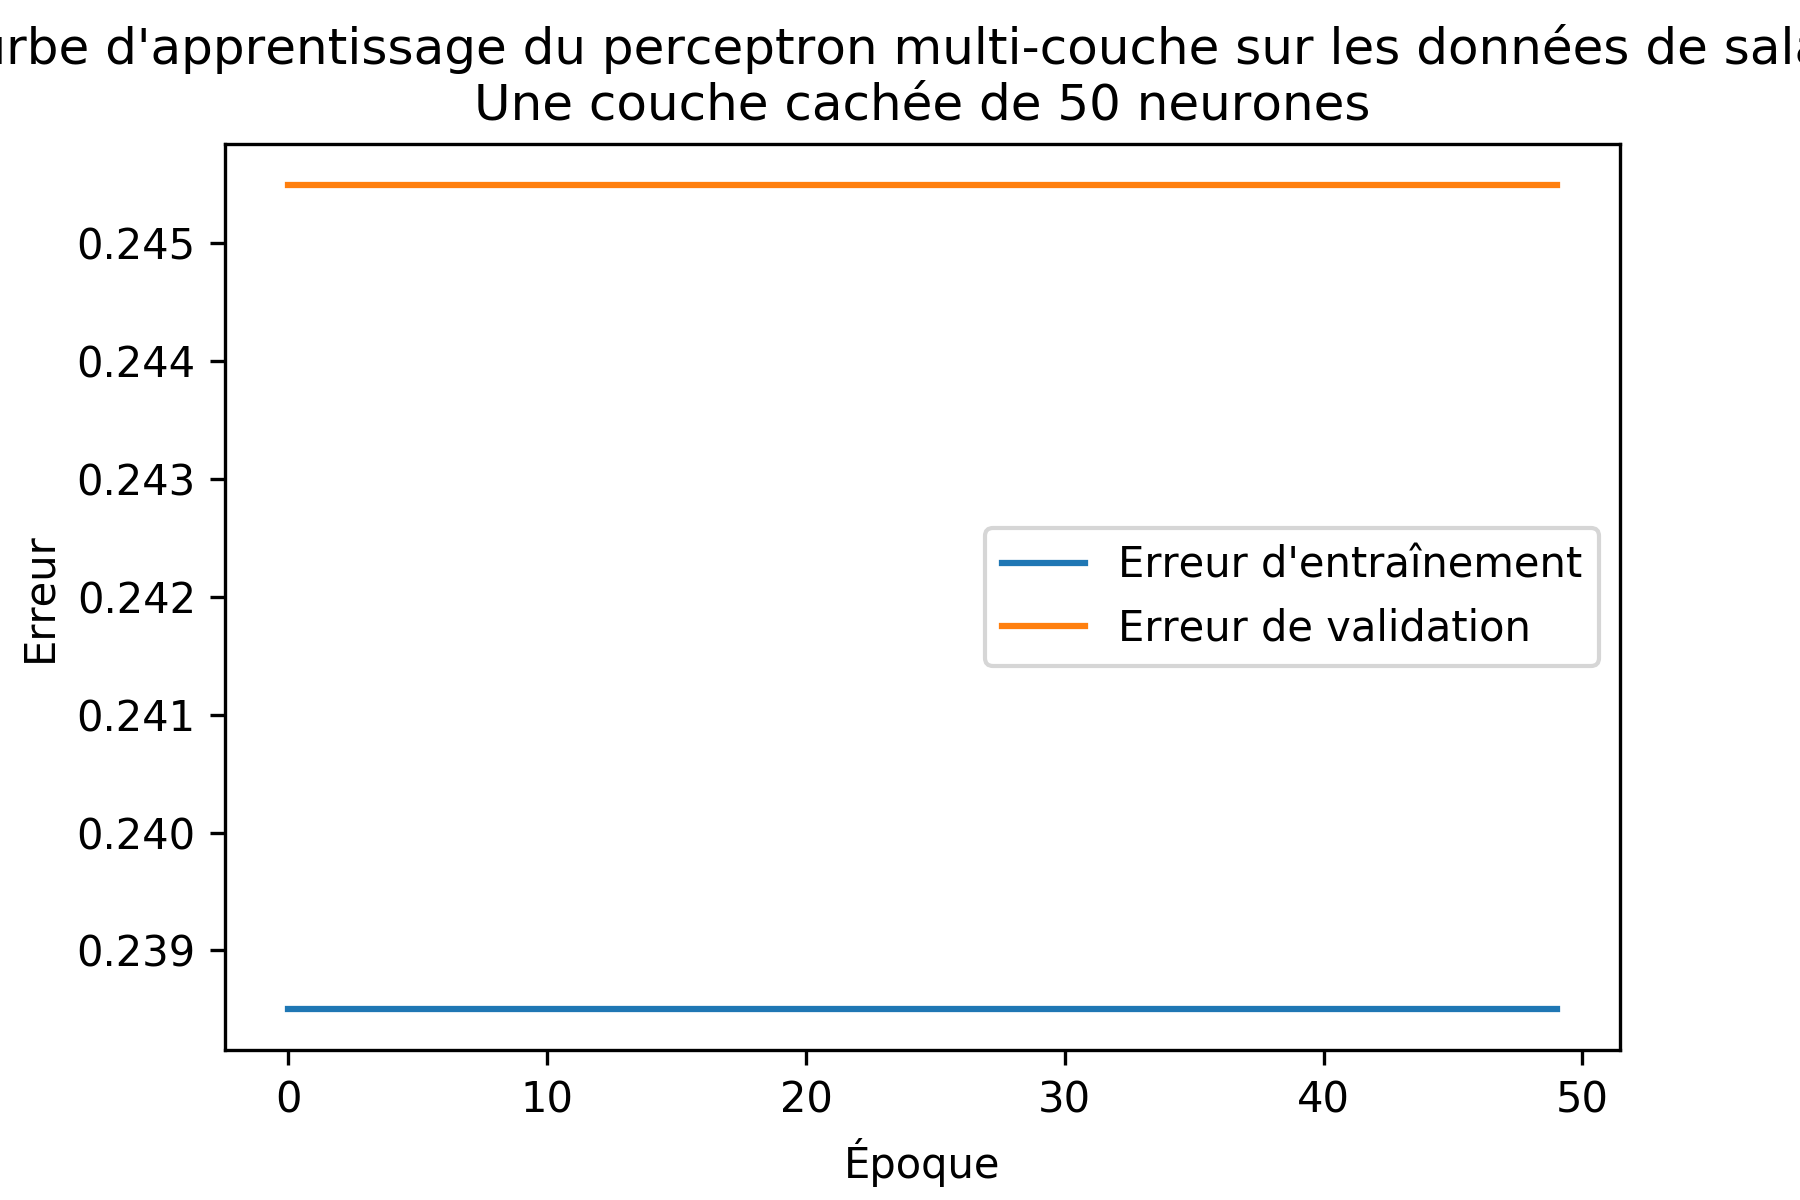 d'apprentissage du perceptron multi-couche sur les données de
Une couche cachée de 50 neurones
0.245
0.244
0.243
0.242
0.241
0.240
0.239
Erreur
Erreur d'entraînement
Erreur de validation
0 10 20 30 40 50
Époque